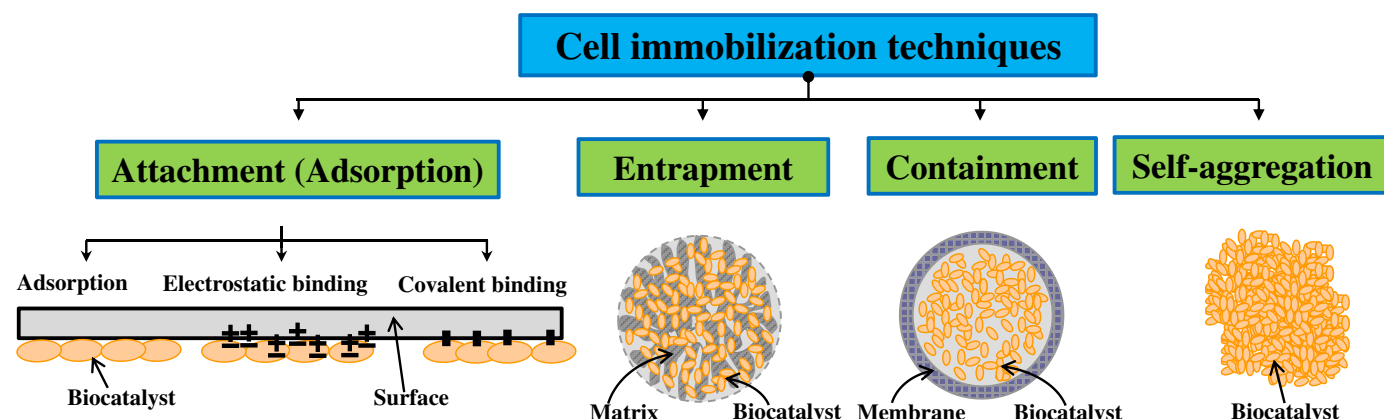 Cell immobilization techniques
Attachment (Adsorption)
Entrapment
Containment
Self-aggregation
Adsorption
Electrostatic binding
Covalent binding
Biocatalyst
Surface
Matrix
Biocatalyst
Membrane
Biocatalyst
Biocatalyst